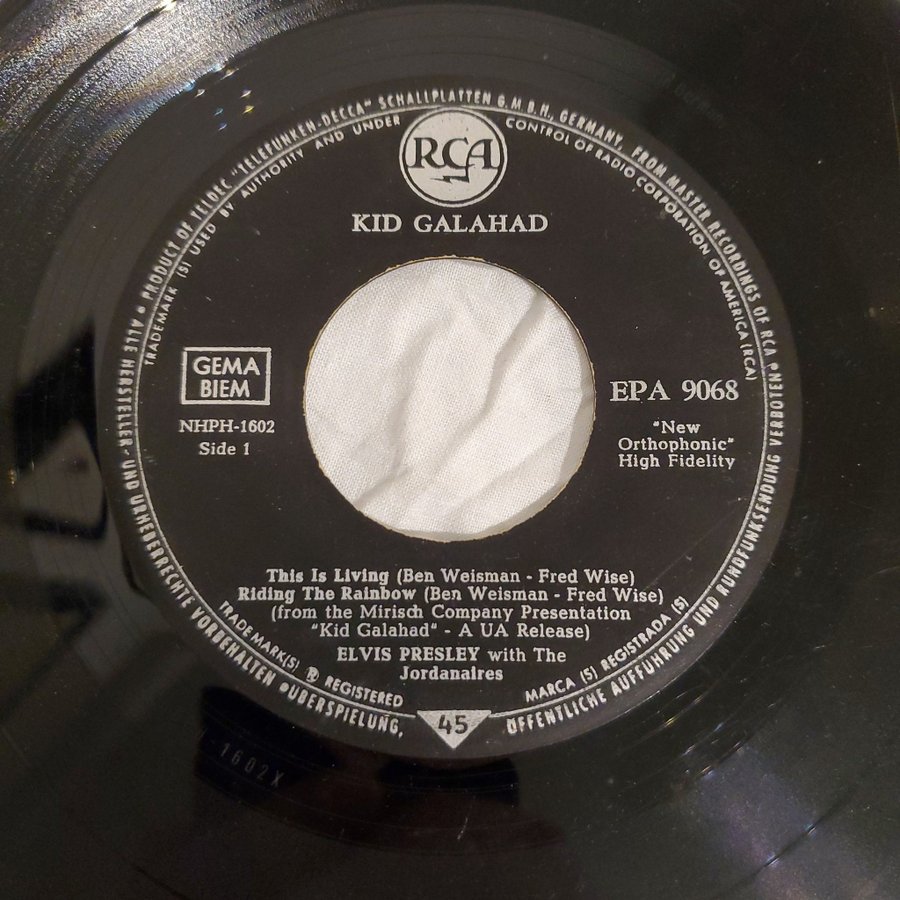 • PRODUCT OF TELDEC "TELEFUNKEN-DECCA" SCHALLPLATTEN G.M.B.H., GERMANY, FROM MASTER RECORDINGS OF RCA •
TRADEMARK (S) USED BY AUTHORITY AND UNDER CONTROL OF RADIO CORPORATION OF AMERICA (RCA)
RCA
KID GALAHAD
GEMA
BIEM
NHPH-1602
Side 1
EPA 9068
"New
Orthophonic"
High Fidelity
This Is Living (Ben Weisman - Fred Wise)
Riding The Rainbow (Ben Weisman - Fred Wise)
(from the Mirisch Company Presentation
"Kid Galahad" - A UA Release)
ELVIS PRESLEY with The
Jordanaires
TRADEMARK(S) ® REGISTERED
MARCA (S) REGISTRADA (S)
45
ALLE HERSTELLER- UND URHEBERRECHTE VORBEHALTEN • ÜBERSPIELUNG,
ÖFFENTLICHE AUFFÜHRUNG UND RUNDFUNKSENDUNG VERBOTEN
1602X